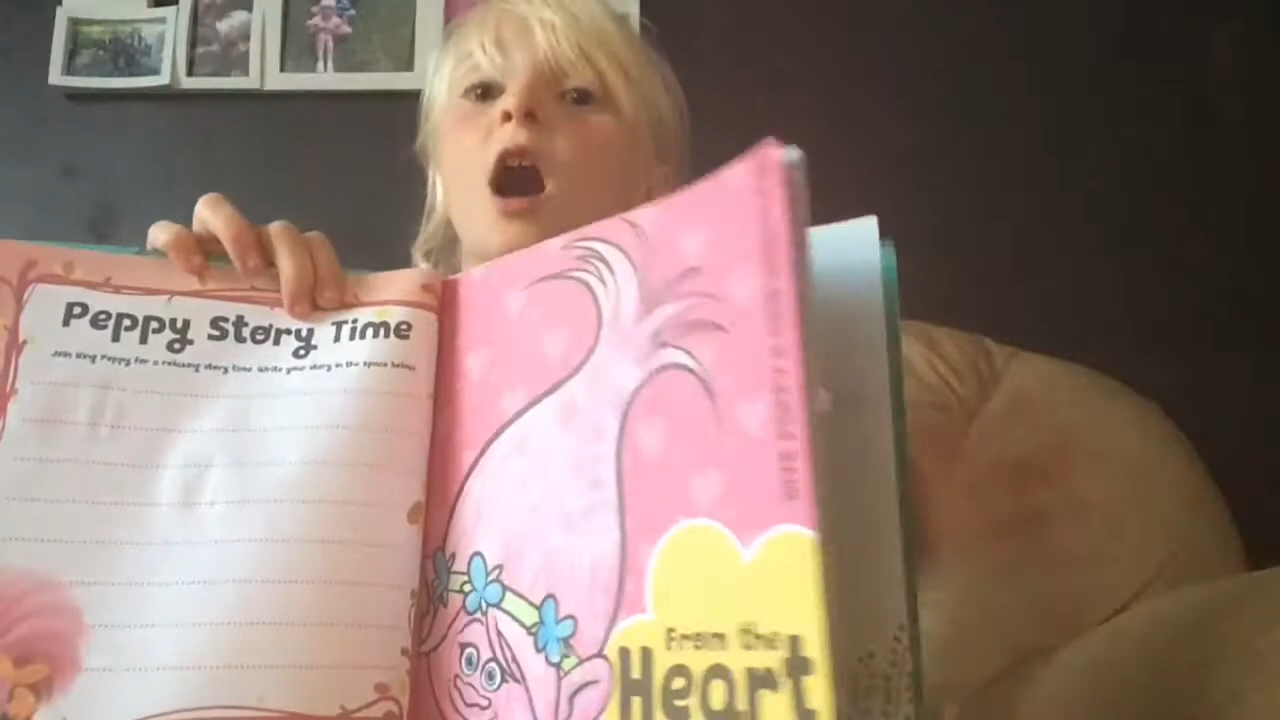 Peppy Story Time
Join King Peppy for a relaxing story time. Write your story in the space below.
From the
Heart